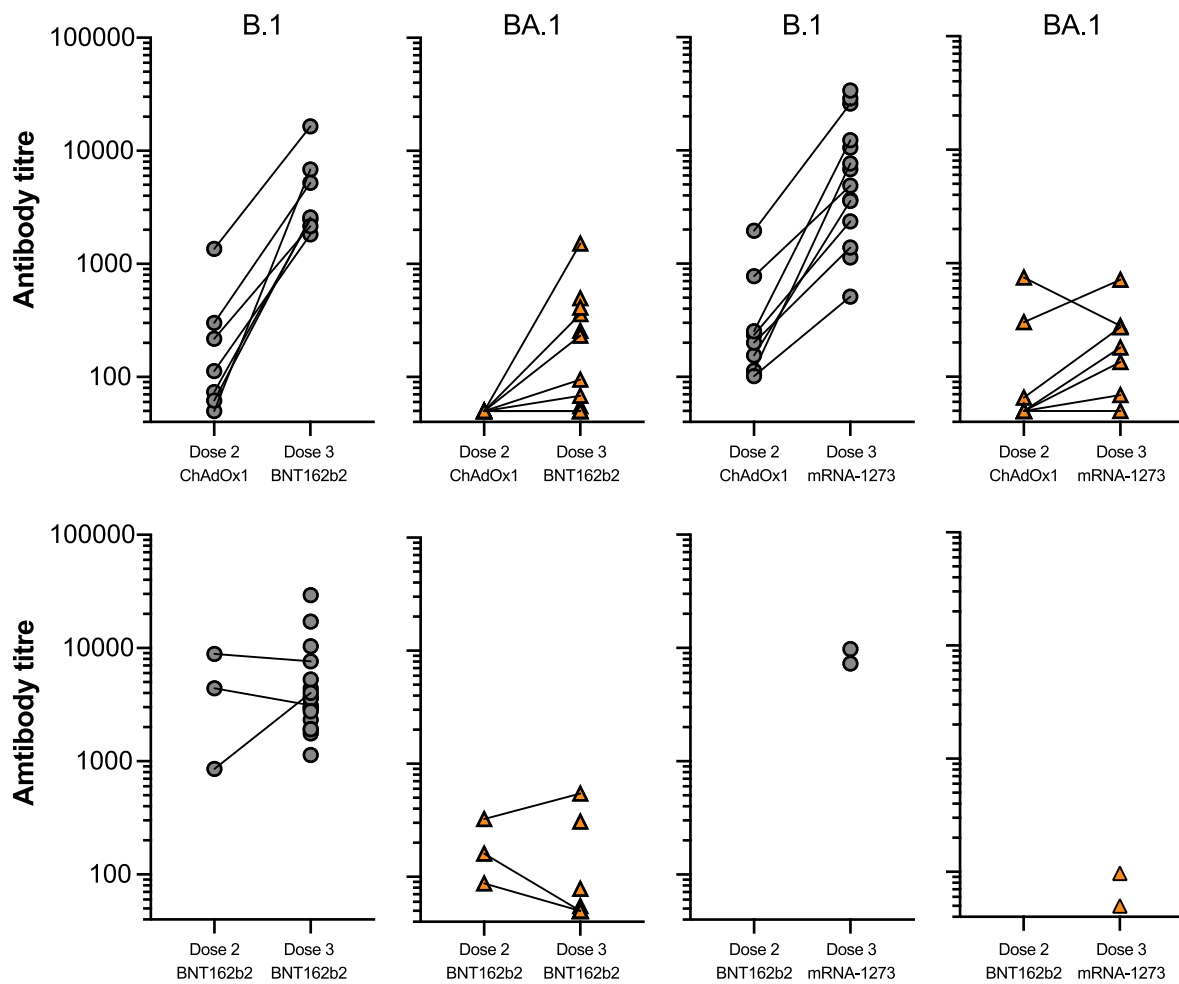 B.1 BA.1 B.1 BA.1
100000
10000
1000
100
Antibody titre
Dose 2 Dose 3 Dose 2 Dose 3 Dose 2 Dose 3 Dose 2 Dose 3
ChAdOx1 BNT162b2 ChAdOx1 BNT162b2 ChAdOx1 mRNA-1273 ChAdOx1 mRNA-1273
100000
10000
1000
100
Amtibody titre
Dose 2 Dose 3 Dose 2 Dose 3 Dose 2 Dose 3 Dose 2 Dose 3
BNT162b2 BNT162b2 BNT162b2 BNT162b2 BNT162b2 mRNA-1273 BNT162b2 mRNA-1273